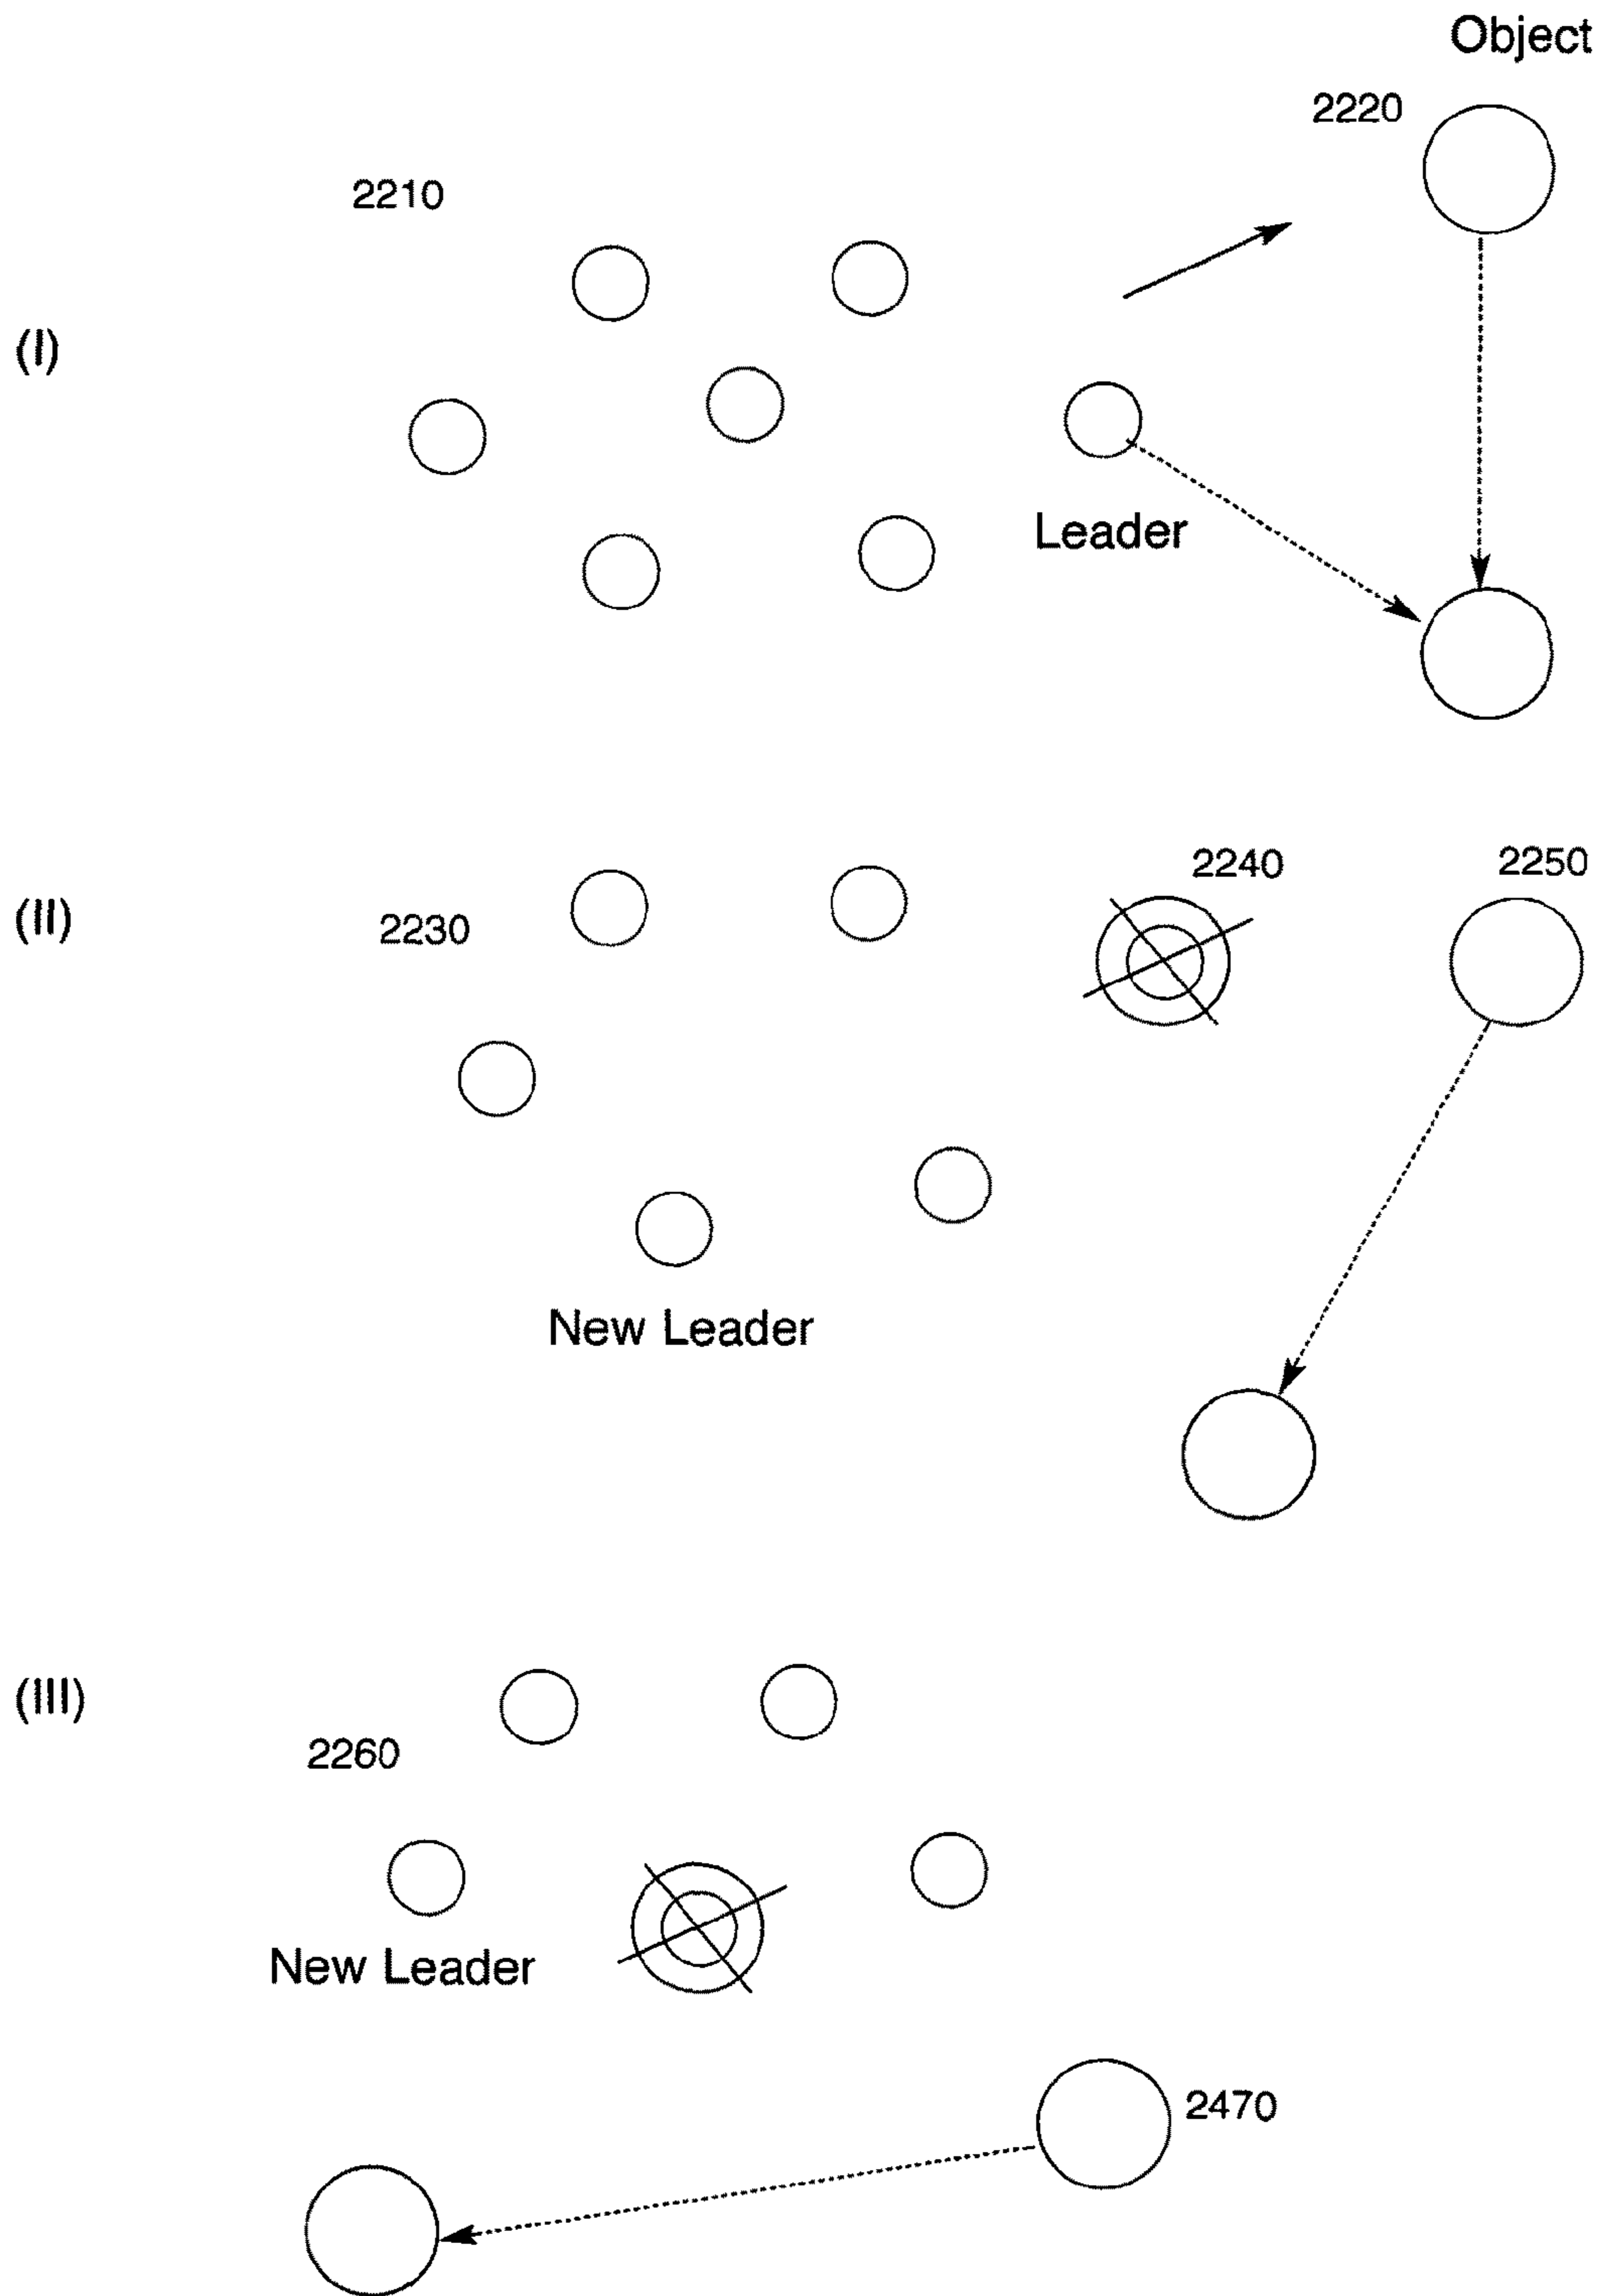 Object
2220
2210
(I)
Leader
2240
2250
(II)
2230
New Leader
(III)
2260
New Leader
2470